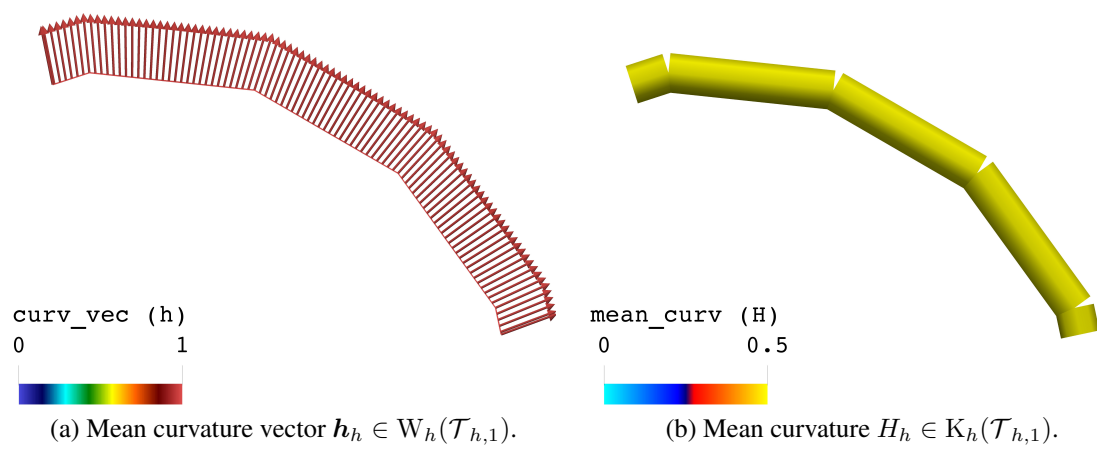 curv_vec (h)
0 1
mean_curv (H)
0 0.5
(a) Mean curvature vector 𝒉ₕ ∈ Wₕ(𝒯ₕ,₁).
(b) Mean curvature Hₕ ∈ Kₕ(𝒯ₕ,₁).